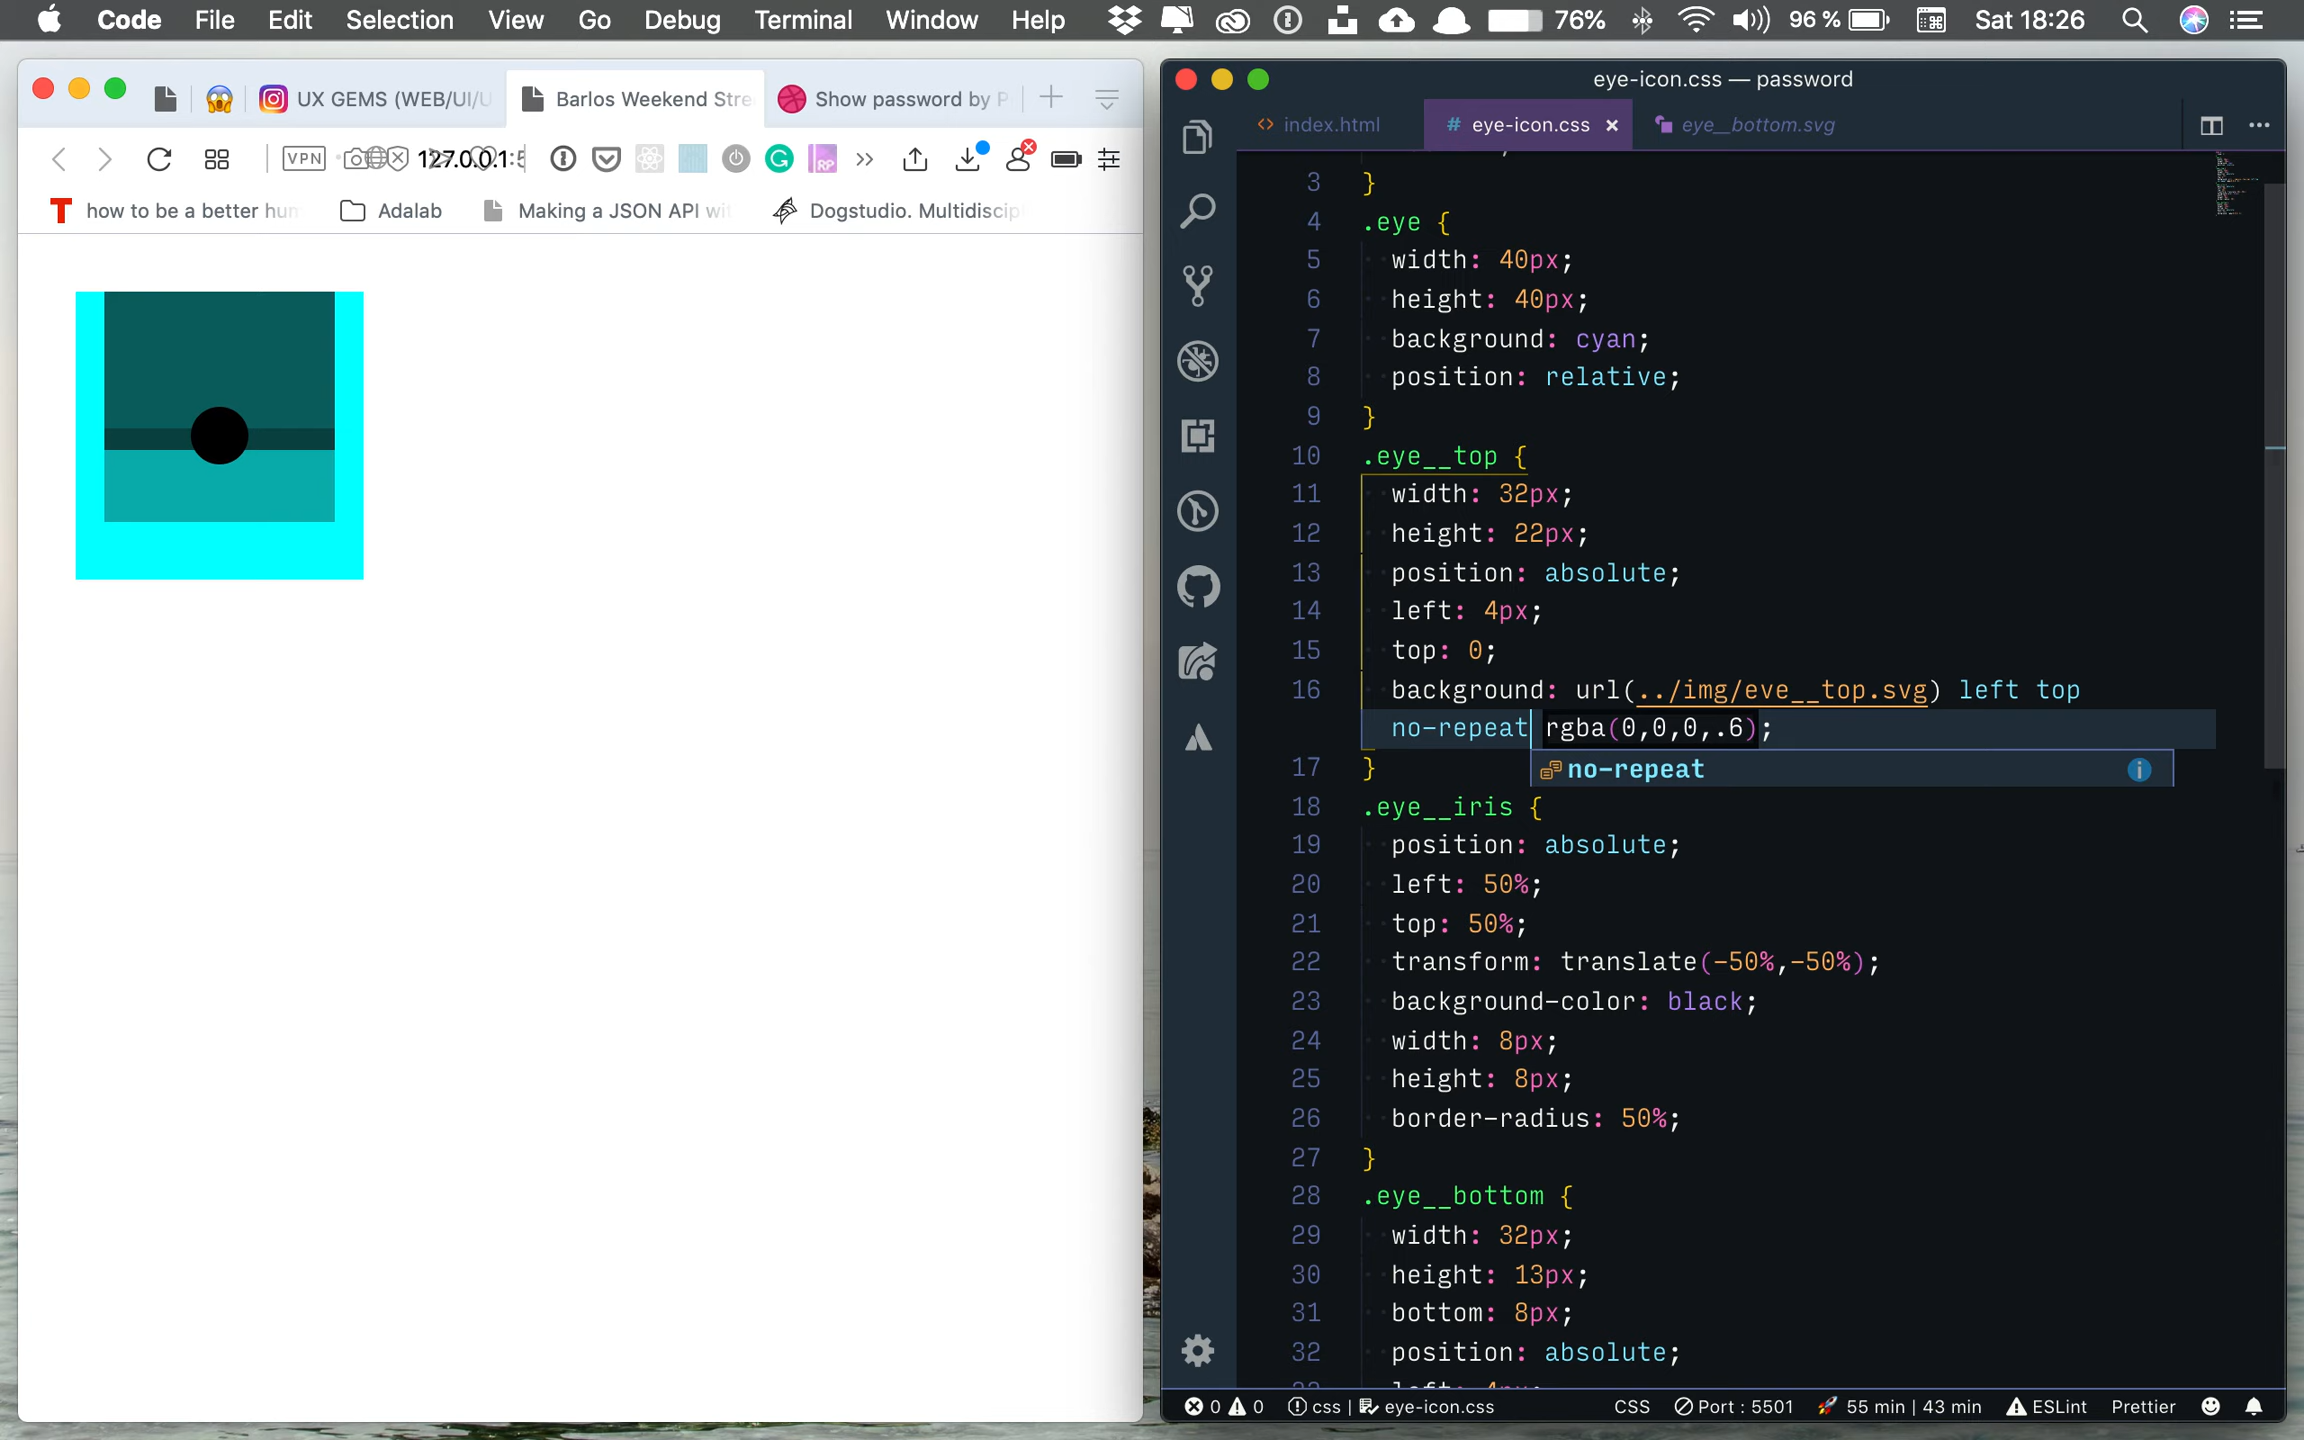 Code File Edit Selection View Go Debug Terminal Window Help 76% 96 % Sat 18:26
UX GEMS (WEB/UI/U Barlos Weekend Stre Show password by P
VPN 127.0.0.1:5
how to be a better hum Adalab Making a JSON API wi Dogstudio. Multidiscip
eye-icon.css — password
<> index.html # eye-icon.css × eye__bottom.svg
3 }
4 .eye {
5 width: 40px;
6 height: 40px;
7 background: cyan;
8 position: relative;
9 }
10 .eye__top {
11 width: 32px;
12 height: 22px;
13 position: absolute;
14 left: 4px;
15 top: 0;
16 background: url(../img/eye__top.svg) left top
no-repeat rgba(0,0,0,.6);
no-repeat
17 }
18 .eye__iris {
19 position: absolute;
20 left: 50%;
21 top: 50%;
22 transform: translate(-50%,-50%);
23 background-color: black;
24 width: 8px;
25 height: 8px;
26 border-radius: 50%;
27 }
28 .eye__bottom {
29 width: 32px;
30 height: 13px;
31 bottom: 8px;
32 position: absolute;
0 0 css | eye-icon.css CSS Port : 5501 55 min | 43 min ESLint Prettier